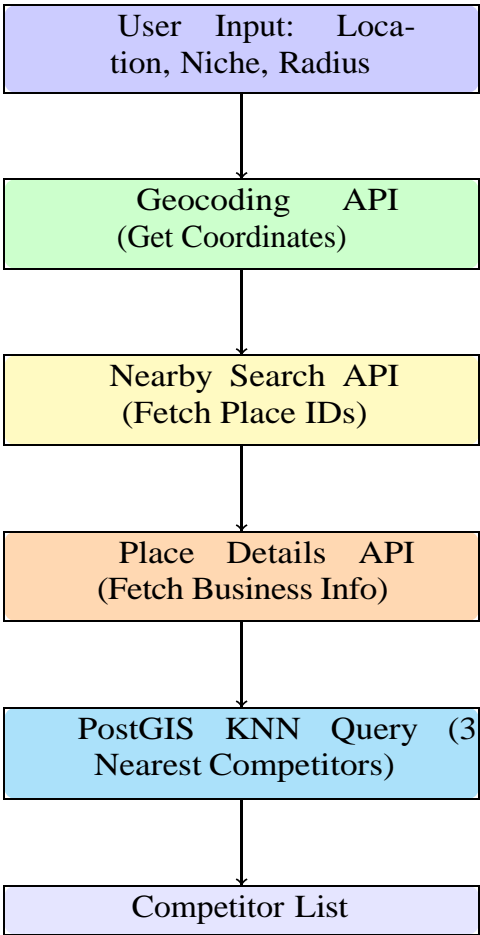 User Input: Loca-
tion, Niche, Radius
Geocoding API
(Get Coordinates)
Nearby Search API
(Fetch Place IDs)
Place Details API
(Fetch Business Info)
PostGIS KNN Query (3
Nearest Competitors)
Competitor List